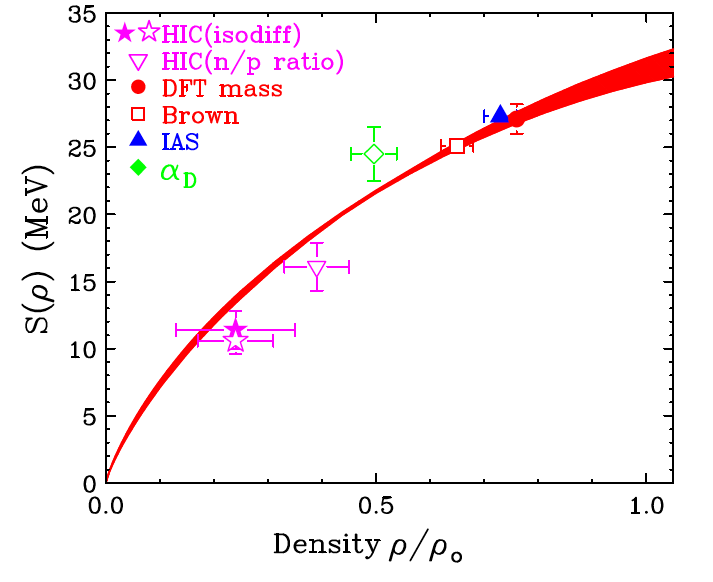 35
30
25
20
15
10
5
0
S(ρ) (MeV)
HIC(isodiff)
HIC(n/p ratio)
DFT mass
Brown
IAS
α_D
0.0 0.5 1.0
Density ρ/ρ_o